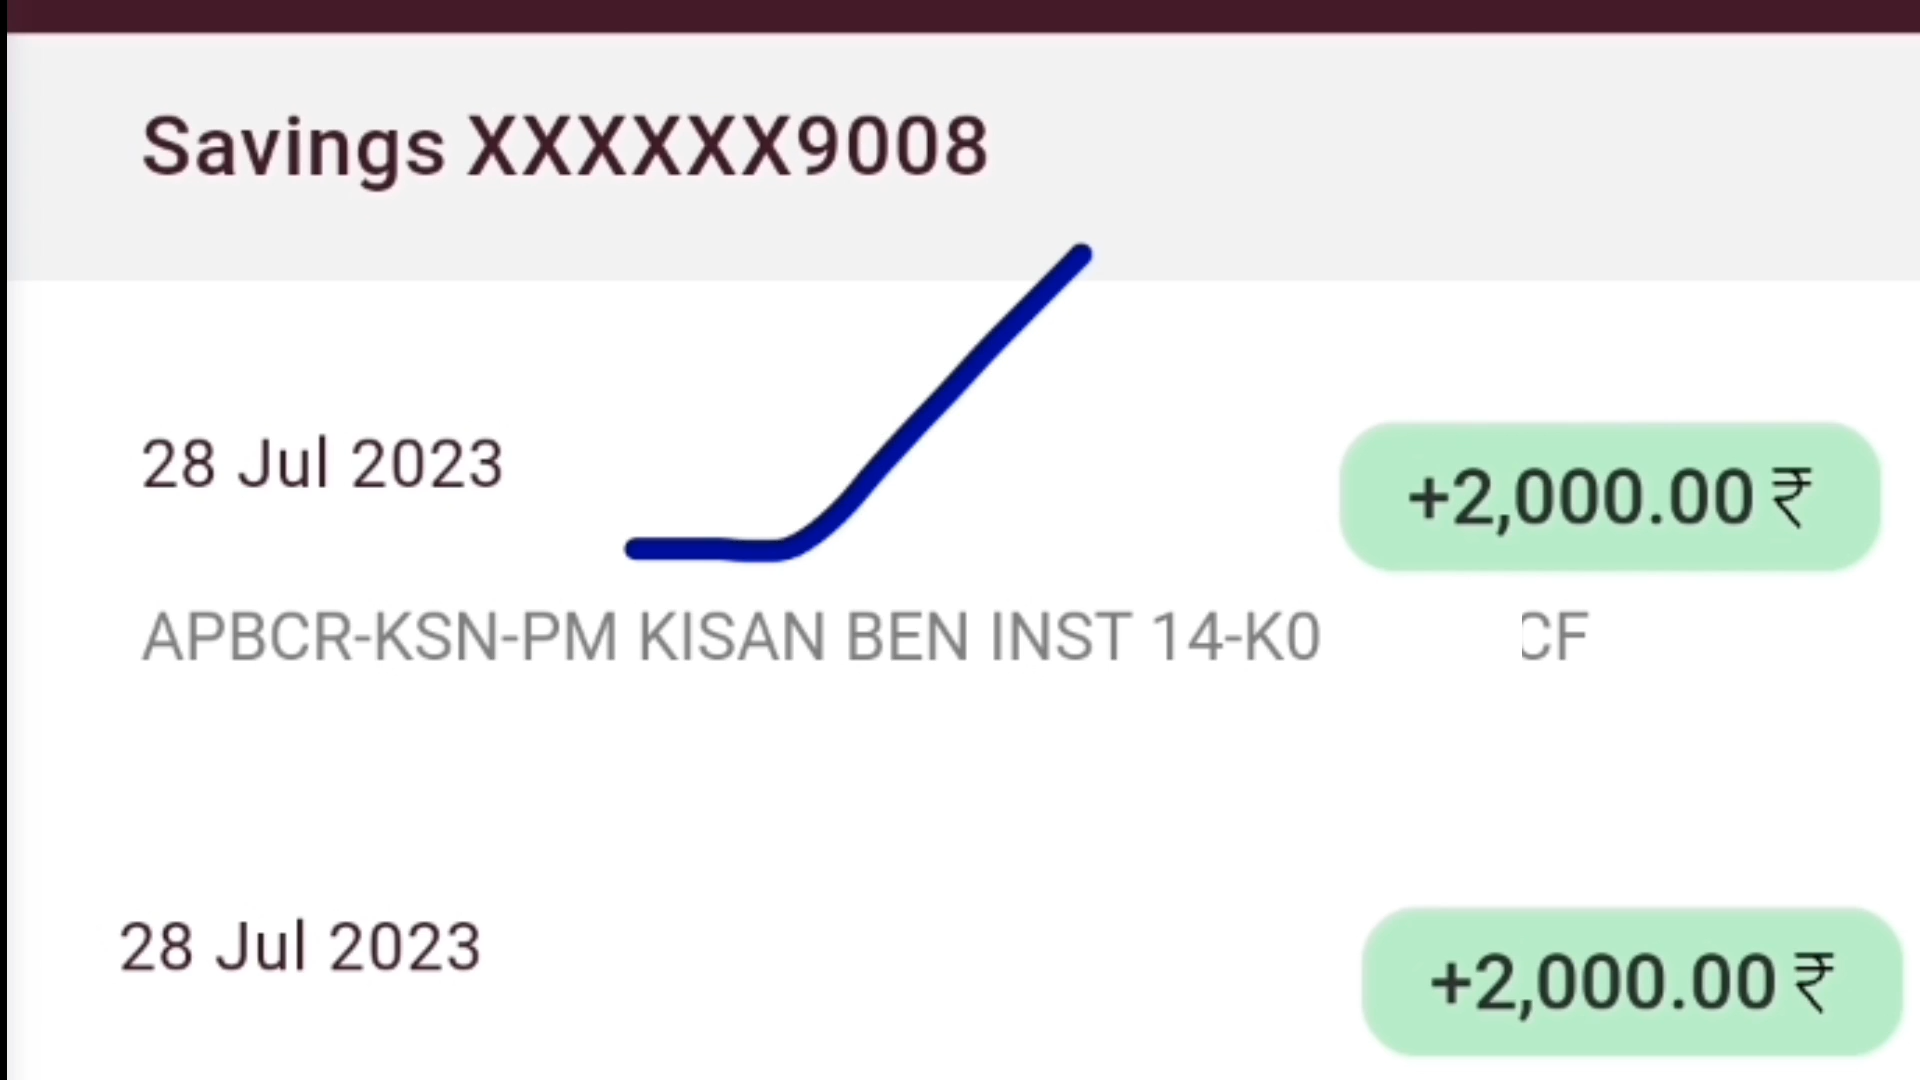 Savings XXXXXX9008
28 Jul 2023
+2,000.00 ₹
APBCR-KSN-PM KISAN BEN INST 14-K0 CF
28 Jul 2023
+2,000.00 ₹